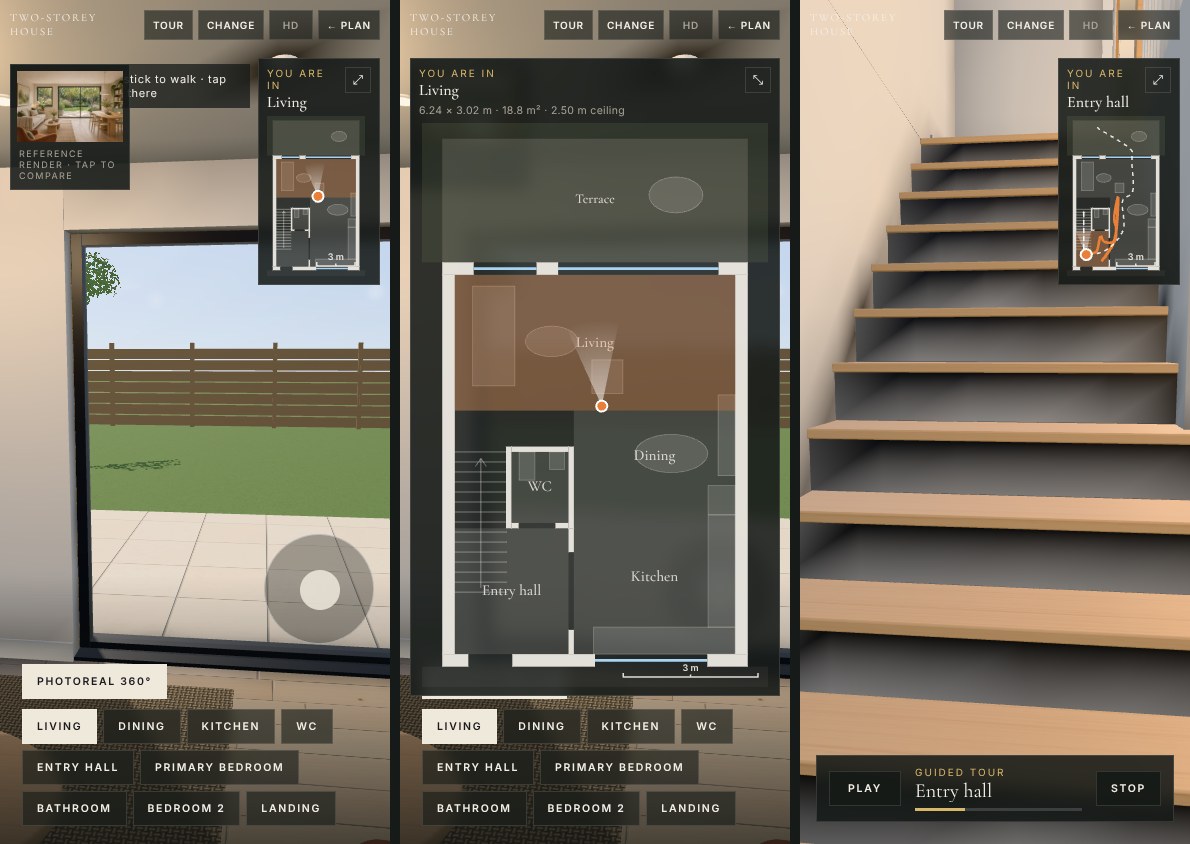 TWO-STOREY
HOUSE
TOUR
CHANGE
HD
← PLAN
tick to walk · tap
there
REFERENCE
RENDER · TAP TO
COMPARE
YOU ARE
IN
Living
3 m
PHOTOREAL 360°
LIVING
DINING
KITCHEN
WC
ENTRY HALL
PRIMARY BEDROOM
BATHROOM
BEDROOM 2
LANDING
TWO-STOREY
HOUSE
TOUR
CHANGE
HD
← PLAN
YOU ARE IN
Living
6.24 × 3.02 m · 18.8 m² · 2.50 m ceiling
Terrace
Living
Dining
WC
Kitchen
Entry hall
3 m
LIVING
DINING
KITCHEN
WC
ENTRY HALL
PRIMARY BEDROOM
BATHROOM
BEDROOM 2
LANDING
TWO-STOREY
HOUSE
TOUR
CHANGE
HD
← PLAN
YOU ARE
IN
Entry hall
3 m
PLAY
GUIDED TOUR
Entry hall
STOP